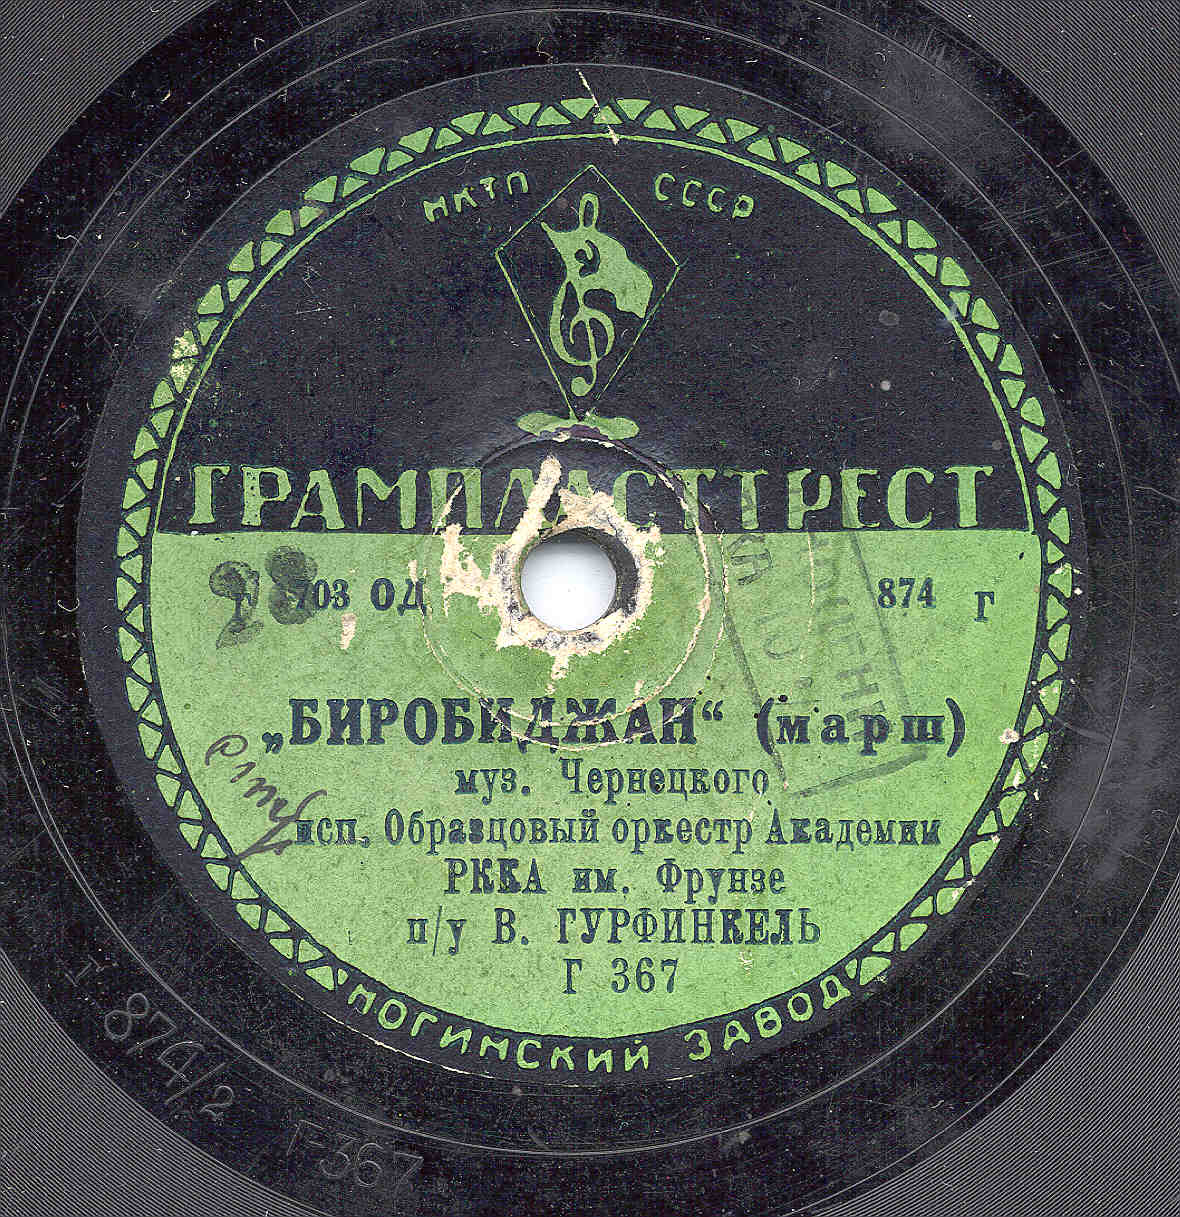 НКТП СССР
ГРАМПЛАСТТРЕСТ
Г 703 ОД 874 Г
„БИРОБИДЖАН“ (марш)
муз. Чернецкого
исп. Образцовый оркестр Академии
РККА им. Фрунзе
п/у В. ГУРФИНКЕЛЬ
Г 367
НОГИНСКИЙ ЗАВОД
Г 874/2
Г-367